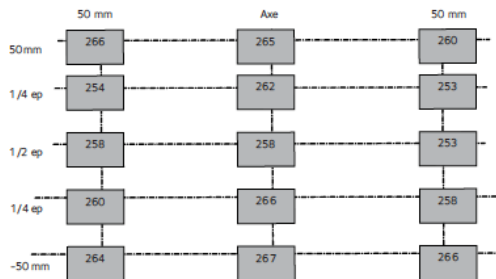 50 mm Axe 50 mm
50mm 266 265 260
1/4 ep 254 262 253
1/2 ep 258 258 253
1/4 ep 260 266 258
-50 mm 264 267 266